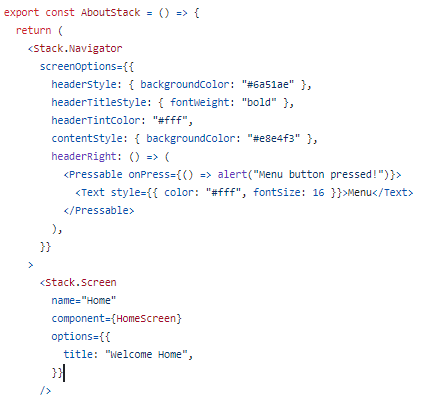 export const AboutStack = () => {
  return (
    <Stack.Navigator
      screenOptions={{
        headerStyle: { backgroundColor: "#6a51ae" },
        headerTitleStyle: { fontWeight: "bold" },
        headerTintColor: "#fff",
        contentStyle: { backgroundColor: "#e8e4f3" },
        headerRight: () => (
          <Pressable onPress={() => alert("Menu button pressed!")}>
            <Text style={{ color: "#fff", fontSize: 16 }}>Menu</Text>
          </Pressable>
        ),
      }}
    >
      <Stack.Screen
        name="Home"
        component={HomeScreen}
        options={{
          title: "Welcome Home",
        }}
      />